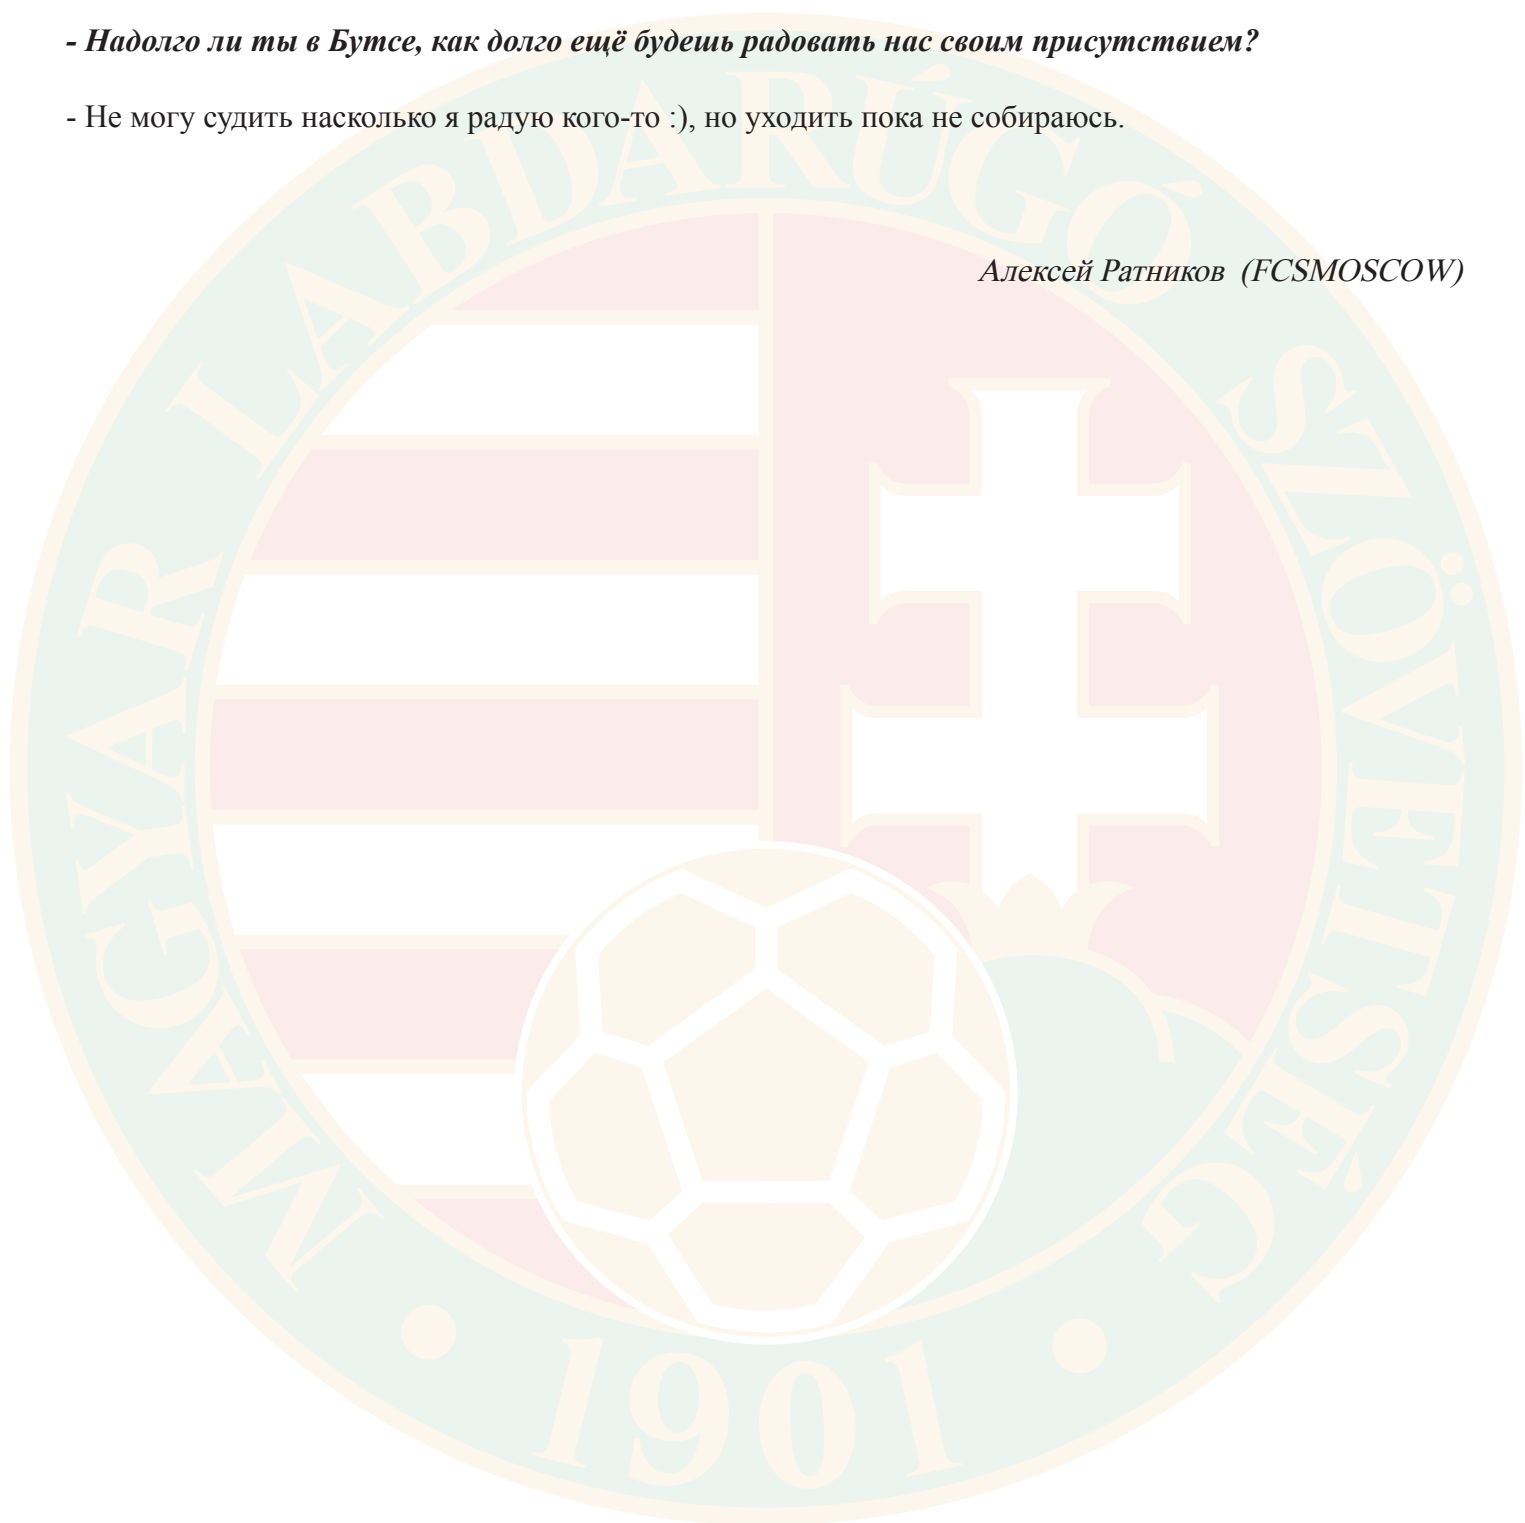 - Надолго ли ты в Бутсе, как долго ещё будешь радовать нас своим присутствием?
- Не могу судить насколько я радую кого-то :), но уходить пока не собираюсь.
Алексей Ратников (FCSMOSCOW)
MAGYAR LABDARÚGÓ SZÖVETSÉG
• 1901 •